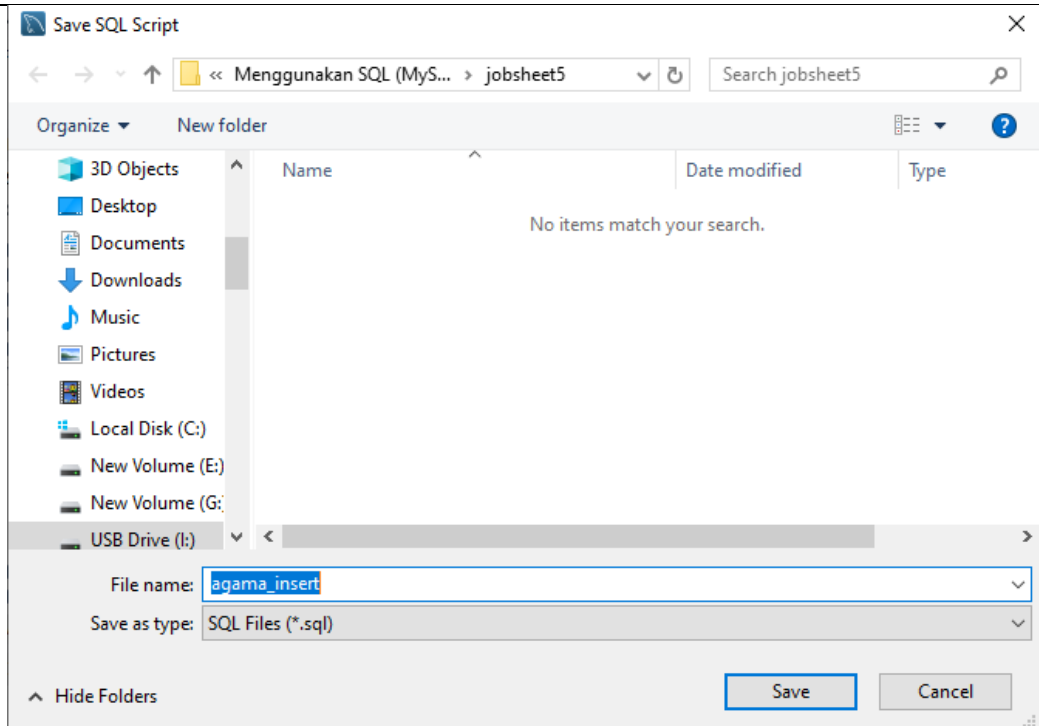 Save SQL Script
« Menggunakan SQL (MyS... > jobsheet5
Search jobsheet5
Organize
New folder
Name
Date modified
Type
3D Objects
Desktop
Documents
Downloads
Music
Pictures
Videos
Local Disk (C:)
New Volume (E:)
New Volume (G:
USB Drive (I:)
No items match your search.
File name: agama_insert
Save as type: SQL Files (*.sql)
Hide Folders
Save
Cancel